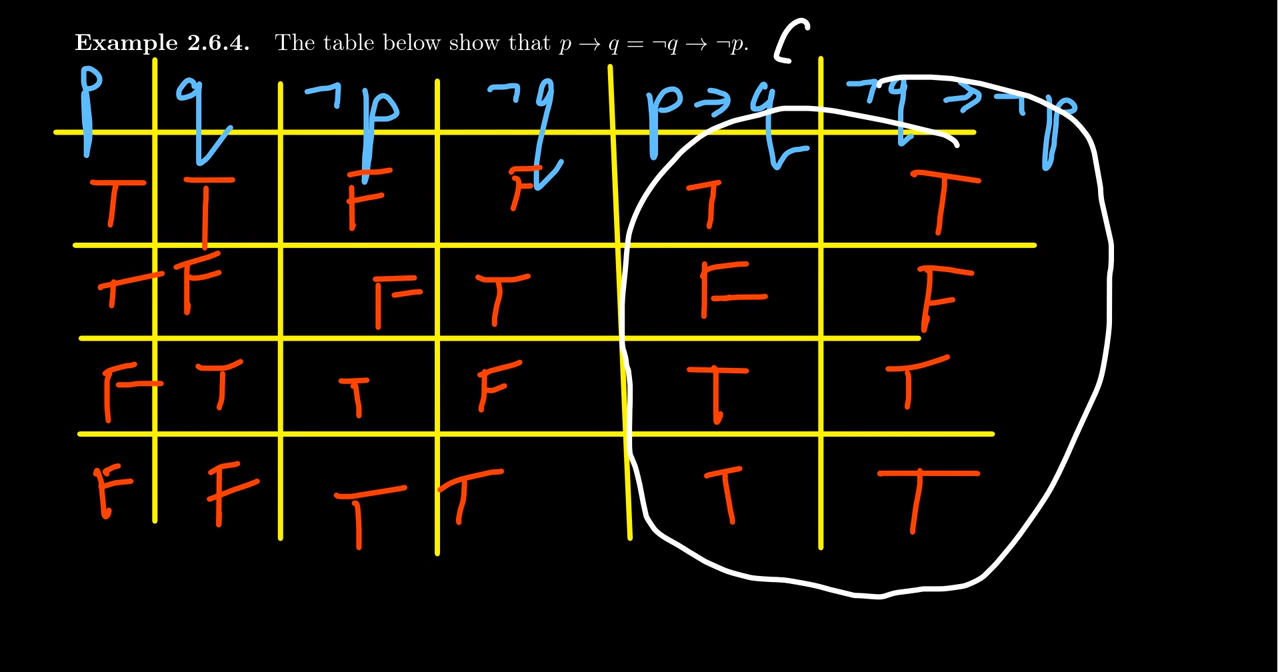 Example 2.6.4. The table below show that p → q = ¬q → ¬p.
p q ¬p ¬q p → q ¬q → ¬p
T T F F T T
T F F T F F
F T T F T T
F F T T T T